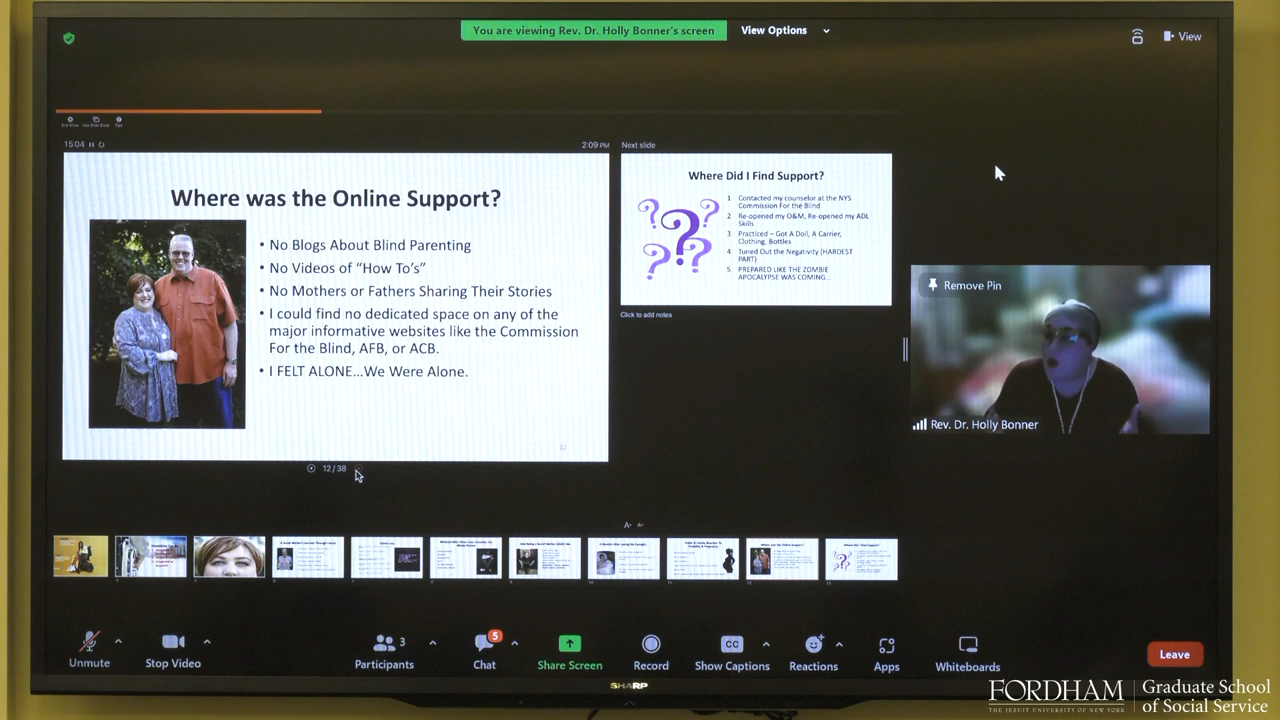 You are viewing Rev. Dr. Holly Bonner's screen
View Options
View
15:04
2:09 PM
Next slide
Where was the Online Support?
• No Blogs About Blind Parenting
• No Videos of “How To’s”
• No Mothers or Fathers Sharing Their Stories
• I could find no dedicated space on any of the
major informative websites like the Commission
For the Blind, AFB, or ACB.
• I FELT ALONE…We Were Alone.
12 / 38
Where Did I Find Support?
1 Contacted my counselor at the NYS
Commission For the Blind
2 Re-opened my O&M, Re-opened my ADL
Skills
3 Practiced – Got A Doll, A Carrier,
Clothing, Bottles
4 Tuned Out the Negativity (HARDEST
PART)
5 PREPARED LIKE THE ZOMBIE
APOCALYPSE WAS COMING…
Click to add notes
Remove Pin
Rev. Dr. Holly Bonner
Unmute
Stop Video
Participants
3
Chat
5
Share Screen
Record
CC
Show Captions
Reactions
Apps
Whiteboards
Leave
SHARP
FORDHAM
THE JESUIT UNIVERSITY OF NEW YORK
Graduate School
of Social Service